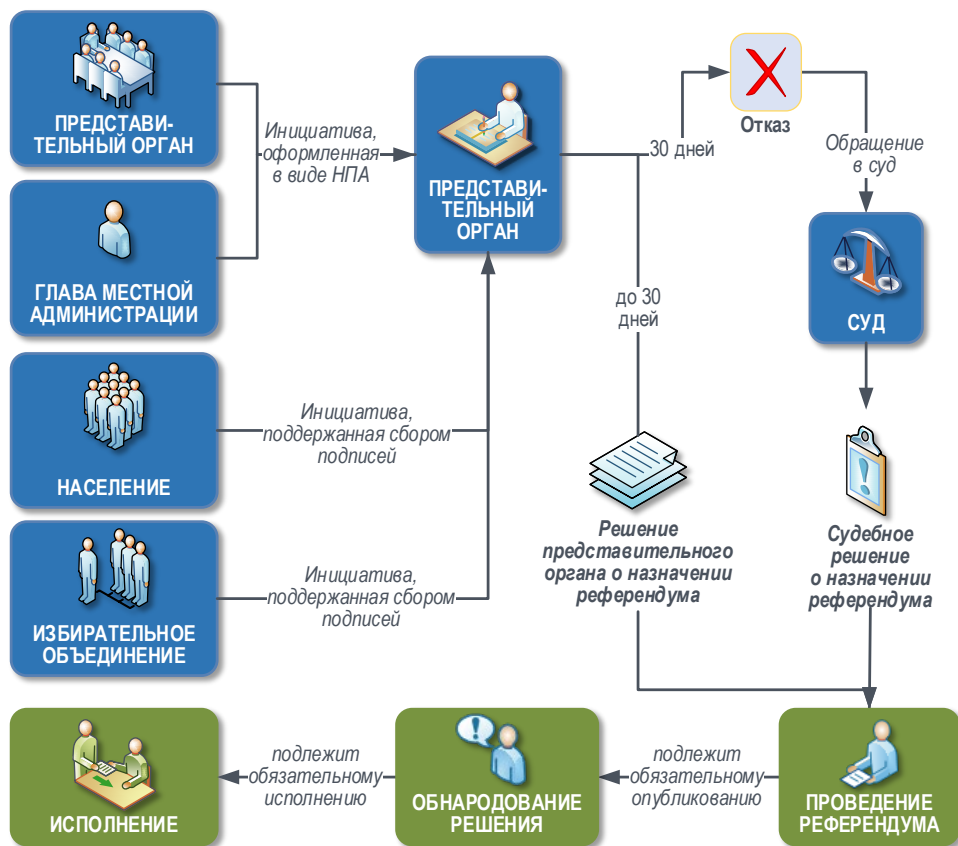 ПРЕДСТАВИ-
ТЕЛЬНЫЙ ОРГАН
ГЛАВА МЕСТНОЙ
АДМИНИСТРАЦИИ
НАСЕЛЕНИЕ
ИЗБИРАТЕЛЬНОЕ
ОБЪЕДИНЕНИЕ
Инициатива,
оформленная
в виде НПА
Инициатива,
поддержанная сбором
подписей
Инициатива,
поддержанная сбором
подписей
ПРЕДСТАВИ-
ТЕЛЬНЫЙ
ОРГАН
30 дней
Отказ
Обращение
в суд
СУД
до 30
дней
Решение
представительного
органа о назначении
референдума
Судебное
решение
о назначении
референдума
ПРОВЕДЕНИЕ
РЕФЕРЕНДУМА
подлежит
обязательному
опубликованию
ОБНАРОДОВАНИЕ
РЕШЕНИЯ
подлежит
обязательному
исполнению
ИСПОЛНЕНИЕ